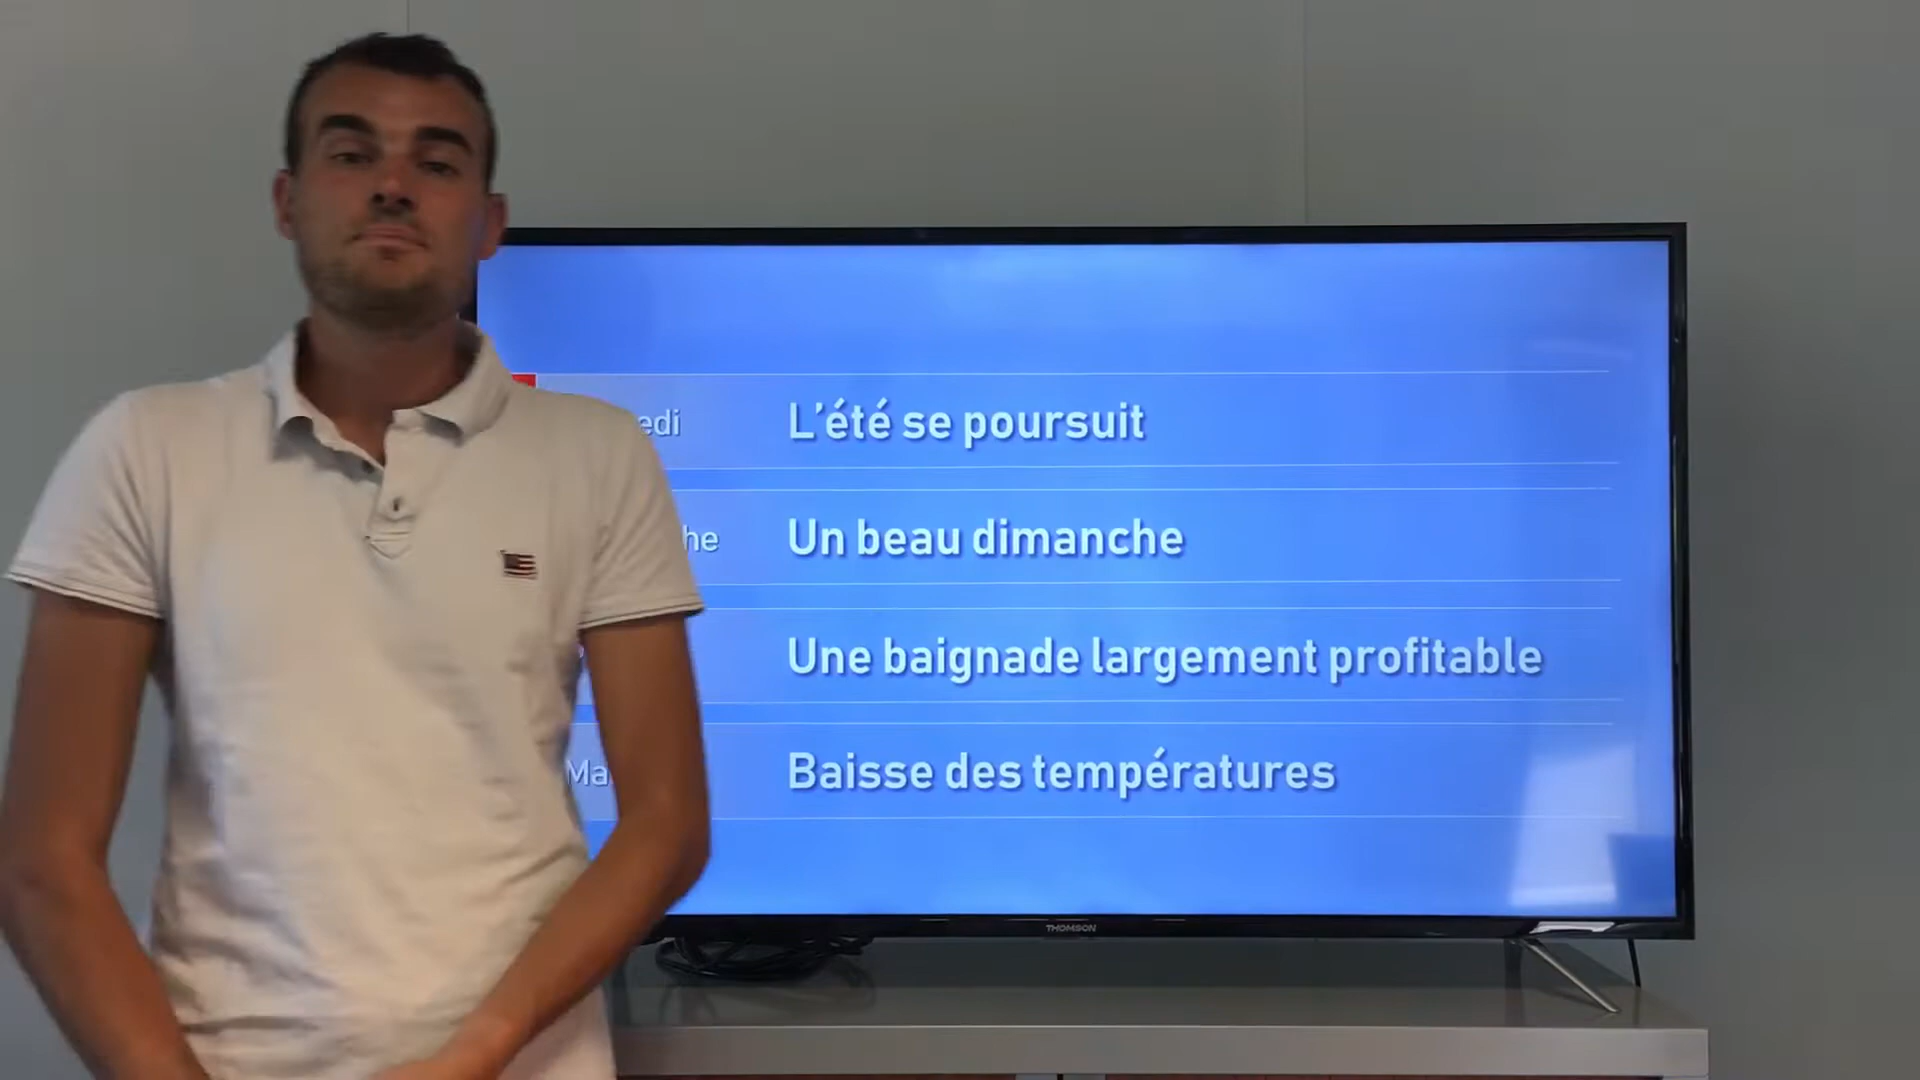 edi L’été se poursuit
he Un beau dimanche
Une baignade largement profitable
Ma Baisse des températures
THOMSON